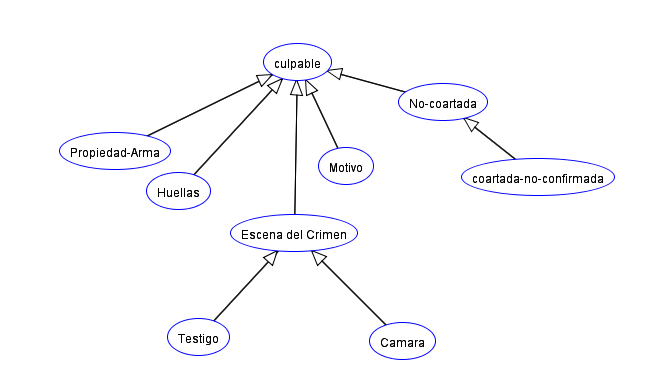 culpable
No-coartada
Propiedad-Arma
Motivo
coartada-no-confirmada
Huellas
Escena del Crimen
Testigo
Camara